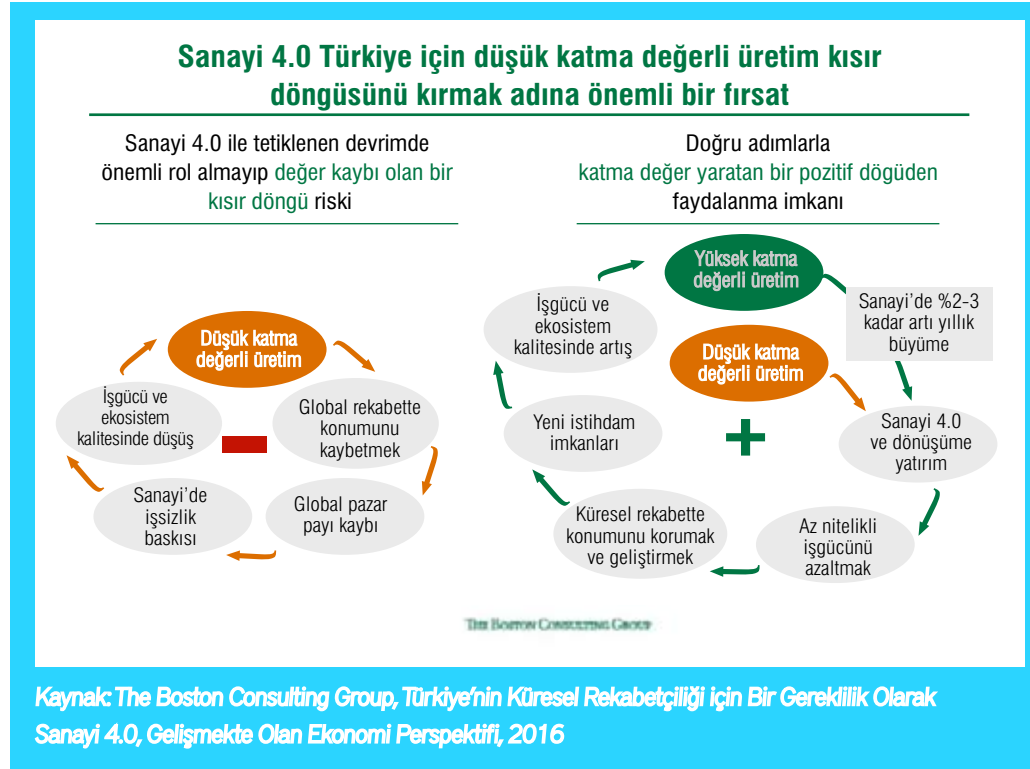 Sanayi 4.0 Türkiye için düşük katma değerli üretim kısır
döngüsünü kırmak adına önemli bir fırsat
Sanayi 4.0 ile tetiklenen devrimde
önemli rol almayıp değer kaybı olan bir
kısır döngü riski
Düşük katma
değerli üretim
Global rekabette
konumunu
kaybetmek
Global pazar
payı kaybı
Sanayi’de
işsizlik
baskısı
İşgücü ve
ekosistem
kalitesinde düşüş
Doğru adımlarla
katma değer yaratan bir pozitif dögüden
faydalanma imkanı
Yüksek katma
değerli üretim
Sanayi’de %2-3
kadar artı yıllık
büyüme
Düşük katma
değerli üretim
Sanayi 4.0
ve dönüşüme
yatırım
Az nitelikli
işgücünü
azaltmak
Küresel rekabette
konumunu korumak
ve geliştirmek
Yeni istihdam
imkanları
İşgücü ve
ekosistem
kalitesinde artış
THE BOSTON CONSULTING GROUP
Kaynak: The Boston Consulting Group, Türkiye’nin Küresel Rekabetçiliği için Bir Gereklilik Olarak
Sanayi 4.0, Gelişmekte Olan Ekonomi Perspektifi, 2016